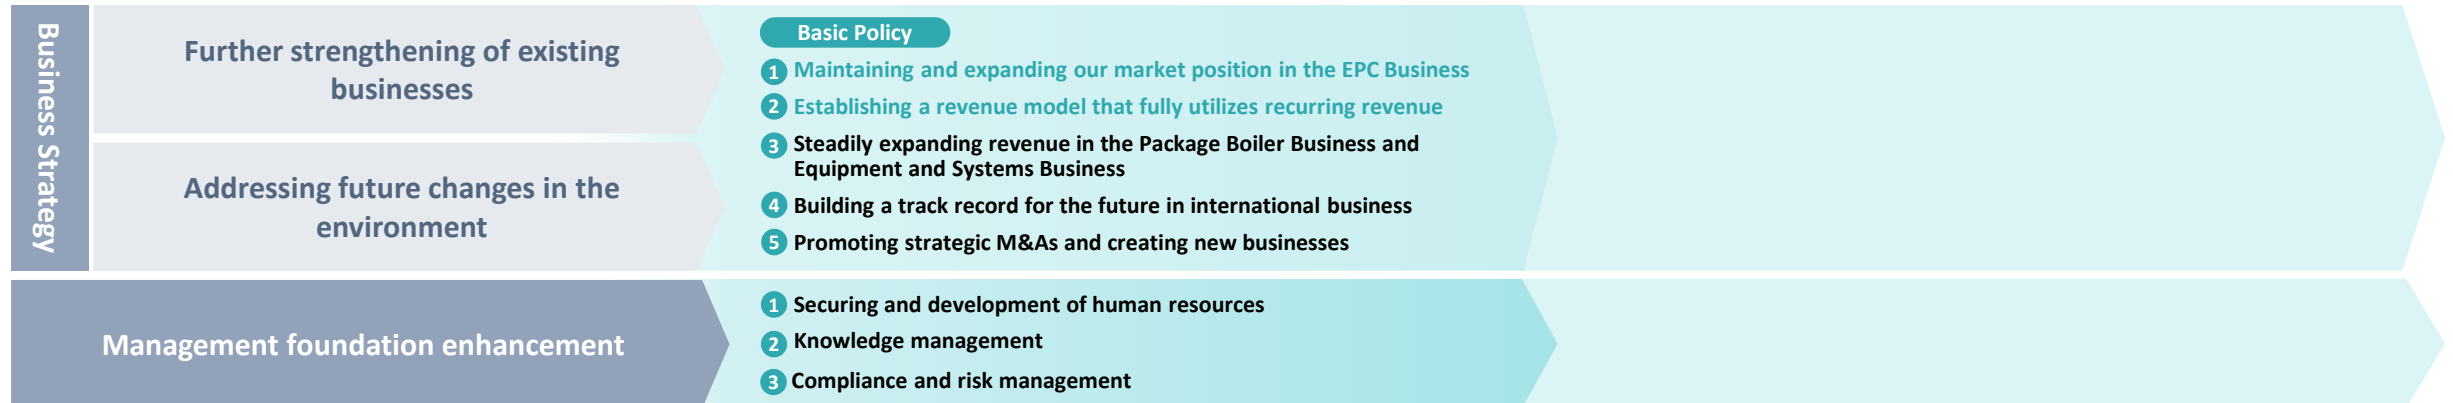 Business Strategy
Further strengthening of existing
businesses
Addressing future changes in the
environment
Basic Policy
1 Maintaining and expanding our market position in the EPC Business
2 Establishing a revenue model that fully utilizes recurring revenue
3 Steadily expanding revenue in the Package Boiler Business and
Equipment and Systems Business
4 Building a track record for the future in international business
5 Promoting strategic M&As and creating new businesses
Management foundation enhancement
1 Securing and development of human resources
2 Knowledge management
3 Compliance and risk management